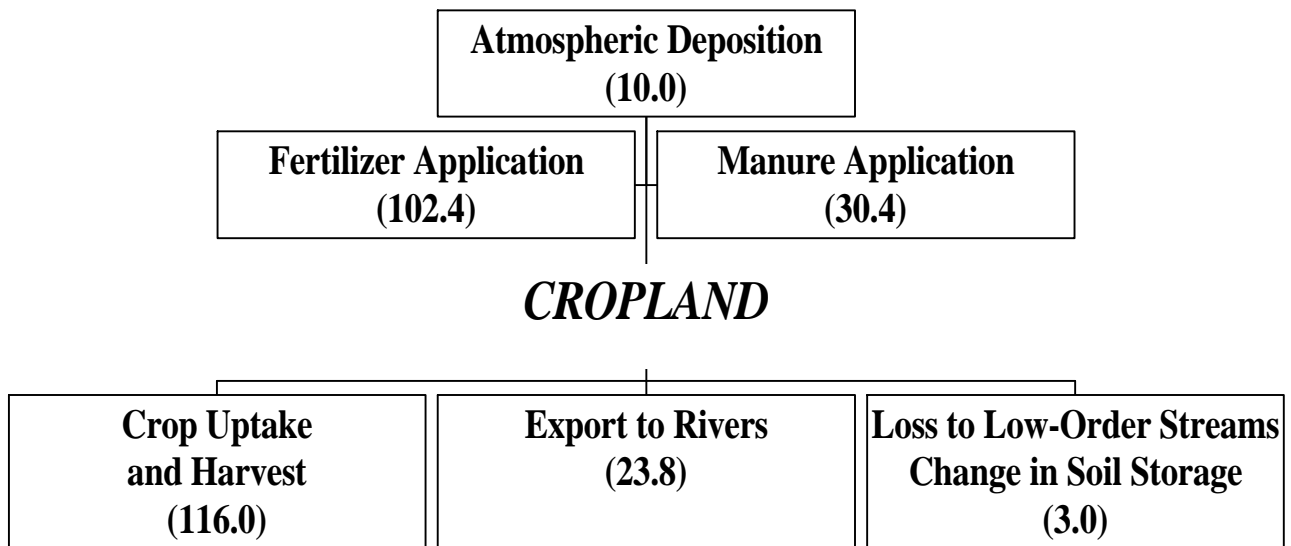 Atmospheric Deposition
(10.0)
Fertilizer Application
(102.4)
Manure Application
(30.4)
CROPLAND
Crop Uptake
and Harvest
(116.0)
Export to Rivers
(23.8)
Loss to Low-Order Streams
Change in Soil Storage
(3.0)